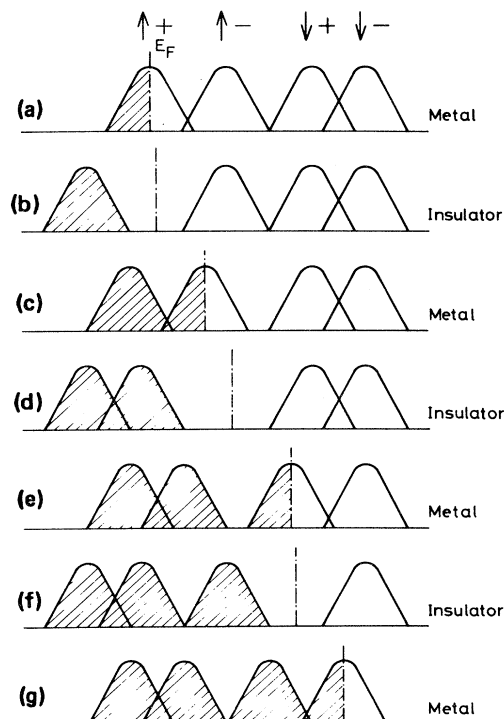 ↑ + ↑ − ↓ + ↓ −
E_F
(a) Metal
(b) Insulator
(c) Metal
(d) Insulator
(e) Metal
(f) Insulator
(g) Metal